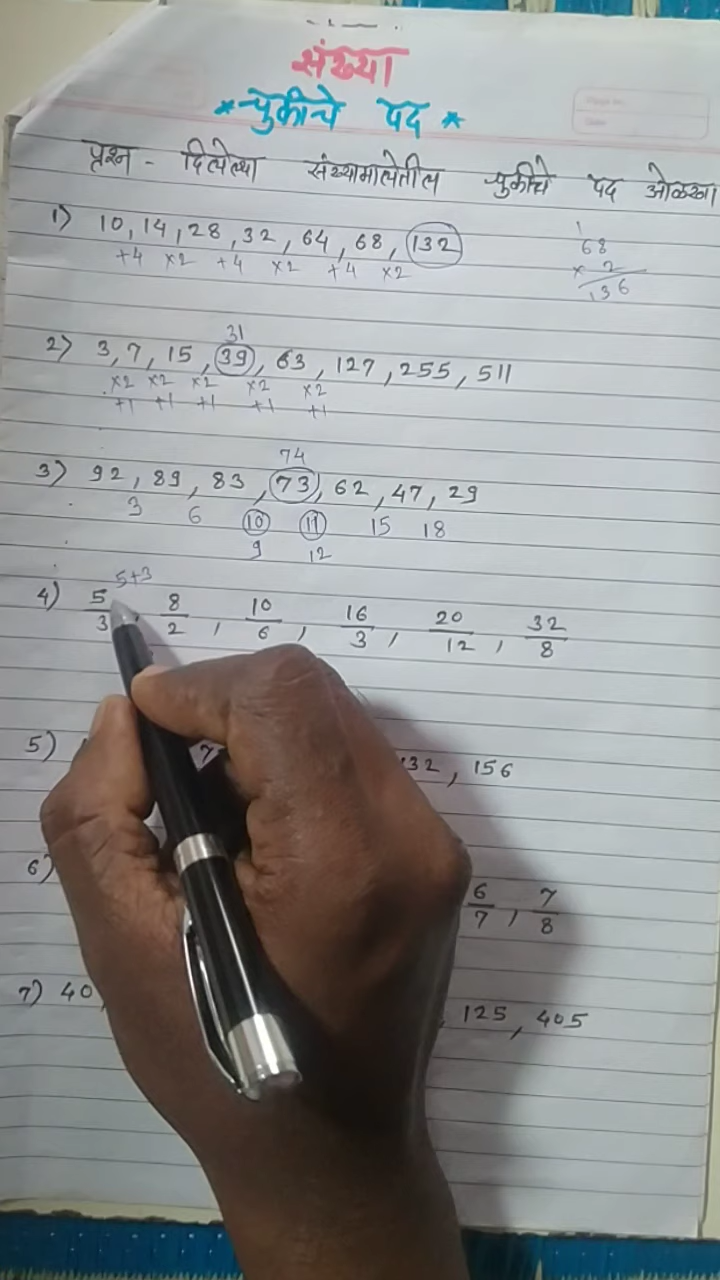 संख्या
* चुकीचे पद *
प्रश्न - दिलेल्या संख्यामालेतील चुकीचे पद ओळखा
1) 10, 14, 28, 32, 64, 68, 132
+4 ×2 +4 ×2 +4 ×2
1
68
× 2
136
31
2) 3, 7, 15, 39, 63, 127, 255, 511
×2 ×2 ×2 ×2 ×2
+1 +1 +1 +1 +1
74
3) 92, 89, 83, 73, 62, 47, 29
3 6 10 11 15 18
9 12
5+3
4) 5/3, 8/2, 10/6, 16/3, 20/12, 32/8
5) 132, 156
6) 6/7, 7/8
7) 40, 125, 405